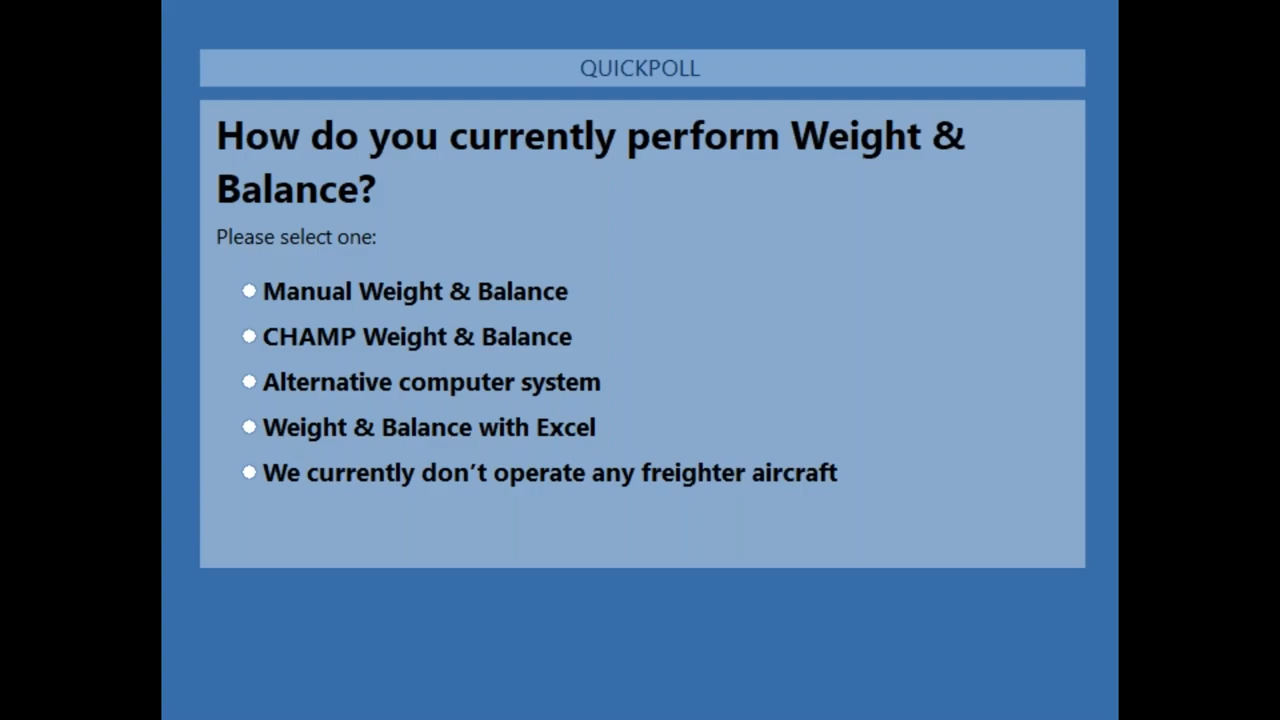 QUICKPOLL
How do you currently perform Weight &
Balance?
Please select one:
Manual Weight & Balance
CHAMP Weight & Balance
Alternative computer system
Weight & Balance with Excel
We currently don’t operate any freighter aircraft